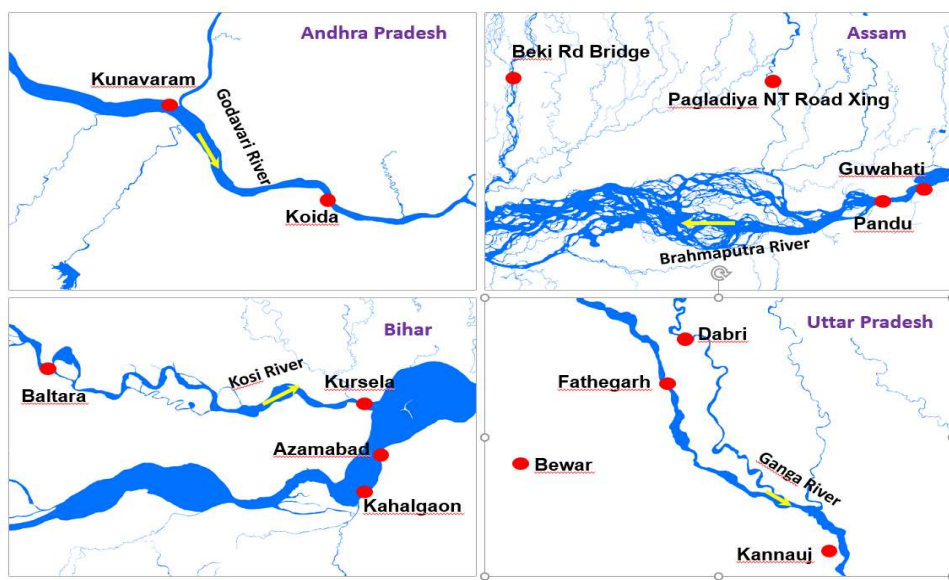 Andhra Pradesh
Kunavaram
Godavari River
Koida
Assam
Beki Rd Bridge
Pagladiya NT Road Xing
Guwahati
Pandu
Brahmaputra River
Bihar
Baltara
Kosi River
Kursela
Azamabad
Kahalgaon
Uttar Pradesh
Dabri
Fathegarh
Bewar
Ganga River
Kannauj